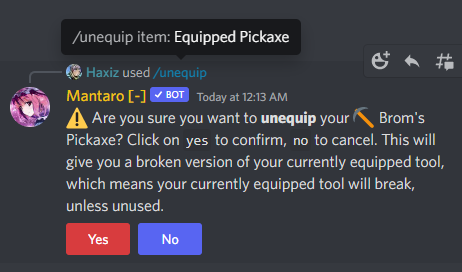 /unequip item: Equipped Pickaxe
Haxiz used /unequip
Mantaro [-] ✓ BOT Today at 12:13 AM
⚠️ Are you sure you want to unequip your ⛏️ Brom's
Pickaxe? Click on yes to confirm, no to cancel. This will
give you a broken version of your currently equipped tool,
which means your currently equipped tool will break,
unless unused.
Yes No